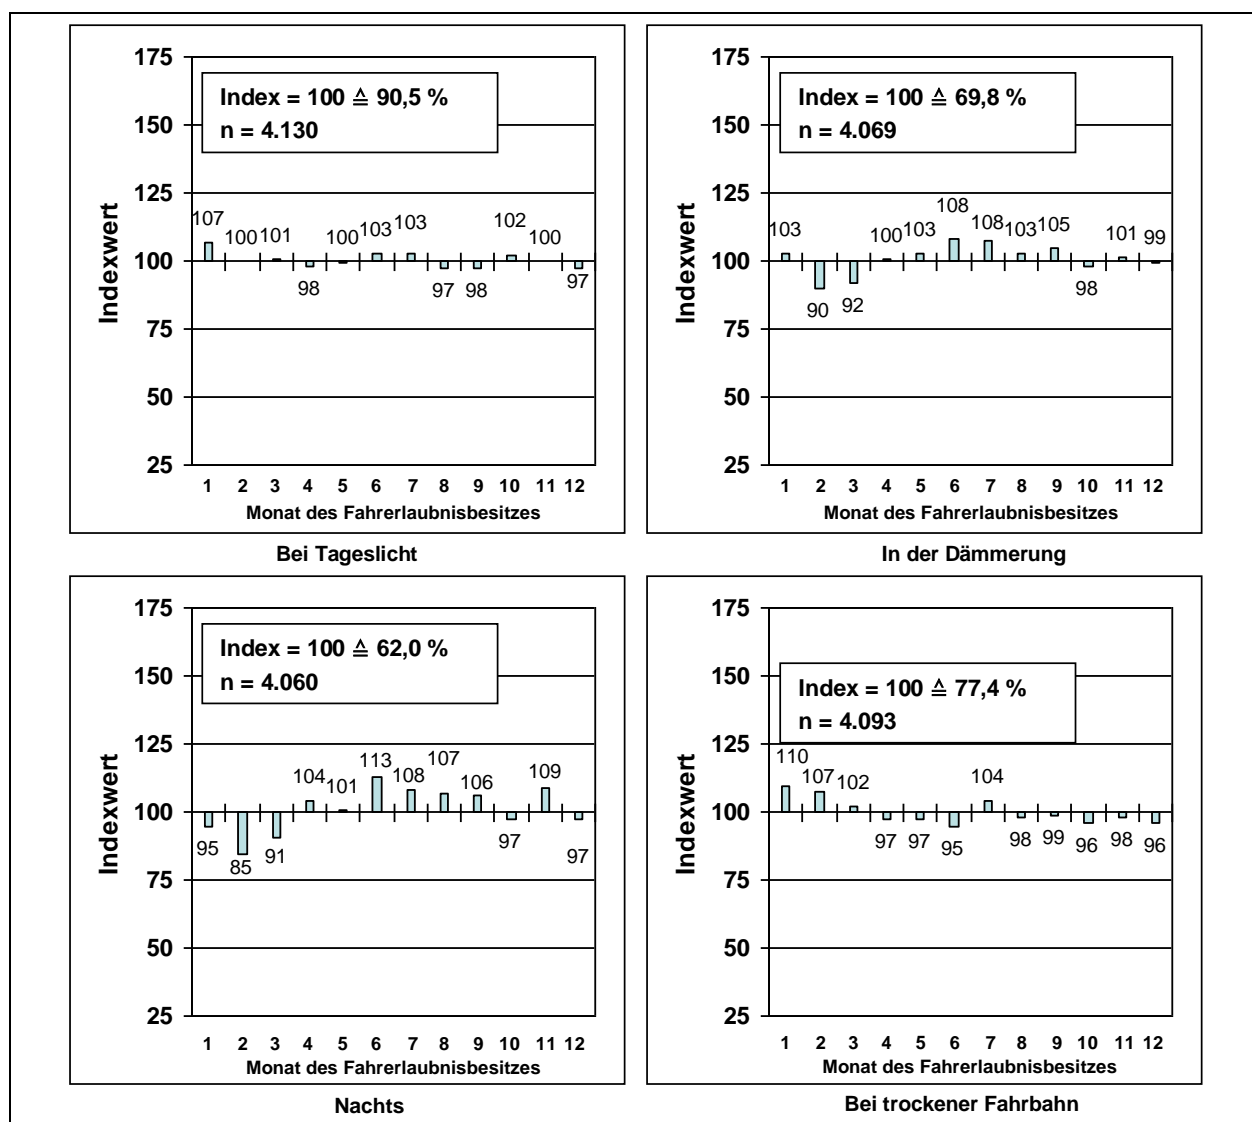 175
150
125
100
75
50
25
Indexwert
Index = 100 ≙ 90,5 %
n = 4.130
107 100 101 98 100 103 103 97 98 102 100 97
1 2 3 4 5 6 7 8 9 10 11 12
Monat des Fahrerlaubnisbesitzes
Bei Tageslicht
175
150
125
100
75
50
25
Indexwert
Index = 100 ≙ 69,8 %
n = 4.069
103 90 92 100 103 108 108 103 105 98 101 99
1 2 3 4 5 6 7 8 9 10 11 12
Monat des Fahrerlaubnisbesitzes
In der Dämmerung
175
150
125
100
75
50
25
Indexwert
Index = 100 ≙ 62,0 %
n = 4.060
95 85 91 104 101 113 108 107 106 97 109 97
1 2 3 4 5 6 7 8 9 10 11 12
Monat des Fahrerlaubnisbesitzes
Nachts
175
150
125
100
75
50
25
Indexwert
Index = 100 ≙ 77,4 %
n = 4.093
110 107 102 97 97 95 104 98 99 96 98 96
1 2 3 4 5 6 7 8 9 10 11 12
Monat des Fahrerlaubnisbesitzes
Bei trockener Fahrbahn